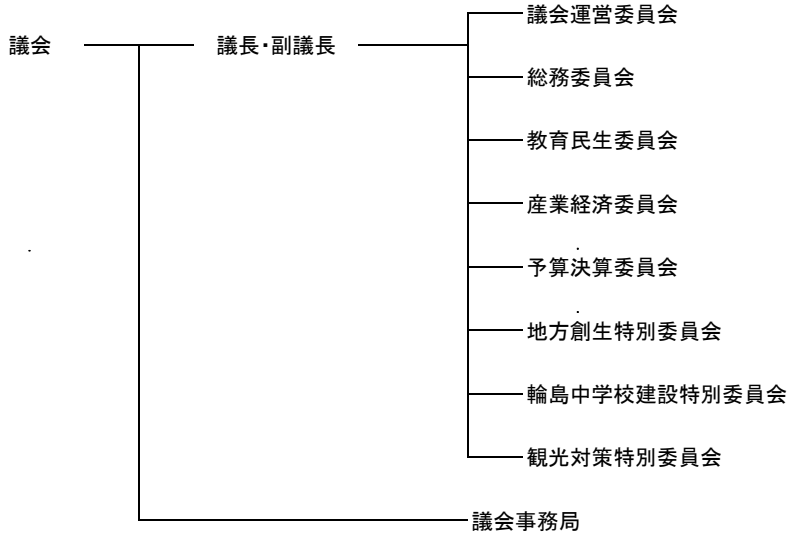 議会運営委員会
議会
議長・副議長
総務委員会
教育民生委員会
産業経済委員会
予算決算委員会
地方創生特別委員会
輪島中学校建設特別委員会
観光対策特別委員会
議会事務局